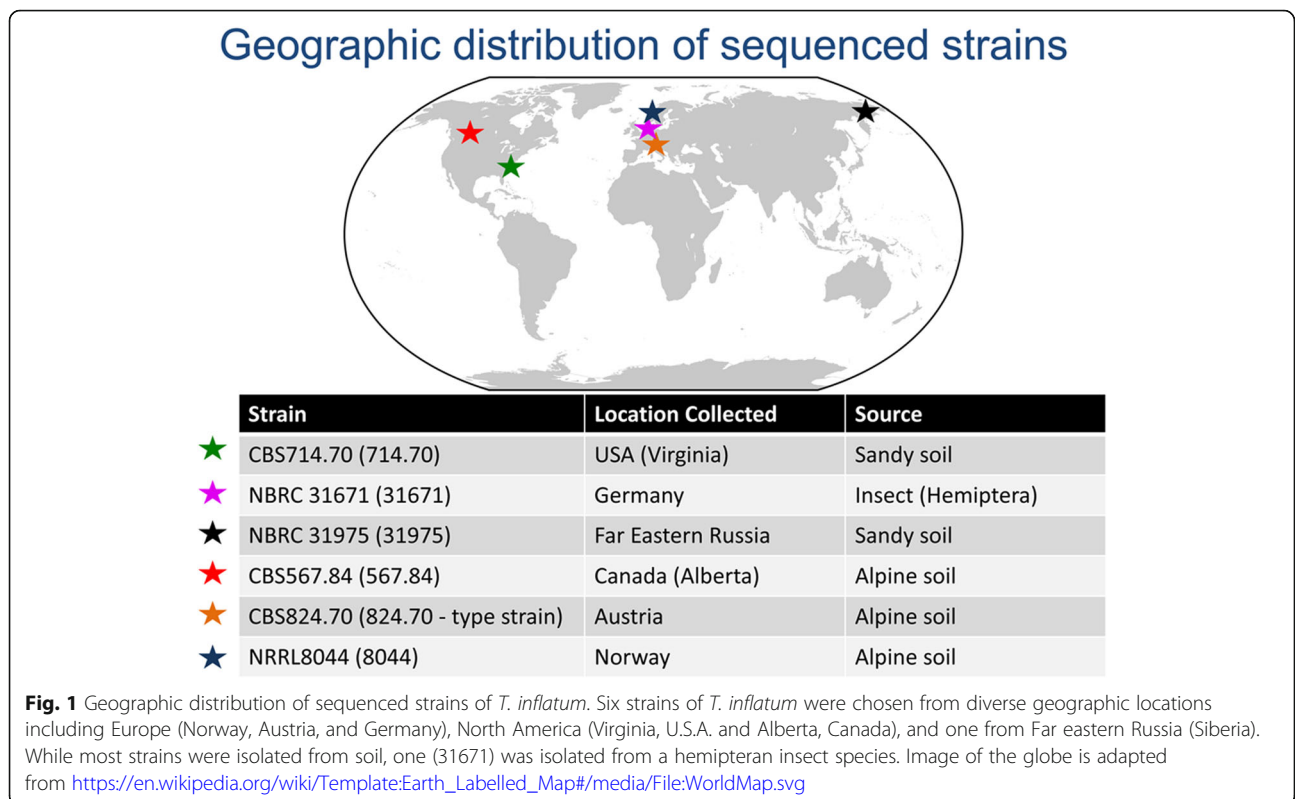 Geographic distribution of sequenced strains
Strain Location Collected Source
CBS714.70 (714.70) USA (Virginia) Sandy soil
NBRC 31671 (31671) Germany Insect (Hemiptera)
NBRC 31975 (31975) Far Eastern Russia Sandy soil
CBS567.84 (567.84) Canada (Alberta) Alpine soil
CBS824.70 (824.70 - type strain) Austria Alpine soil
NRRL8044 (8044) Norway Alpine soil
Fig. 1 Geographic distribution of sequenced strains of T. inflatum. Six strains of T. inflatum were chosen from diverse geographic locations
including Europe (Norway, Austria, and Germany), North America (Virginia, U.S.A. and Alberta, Canada), and one from Far eastern Russia (Siberia).
While most strains were isolated from soil, one (31671) was isolated from a hemipteran insect species. Image of the globe is adapted
from https://en.wikipedia.org/wiki/Template:Earth_Labelled_Map#/media/File:WorldMap.svg